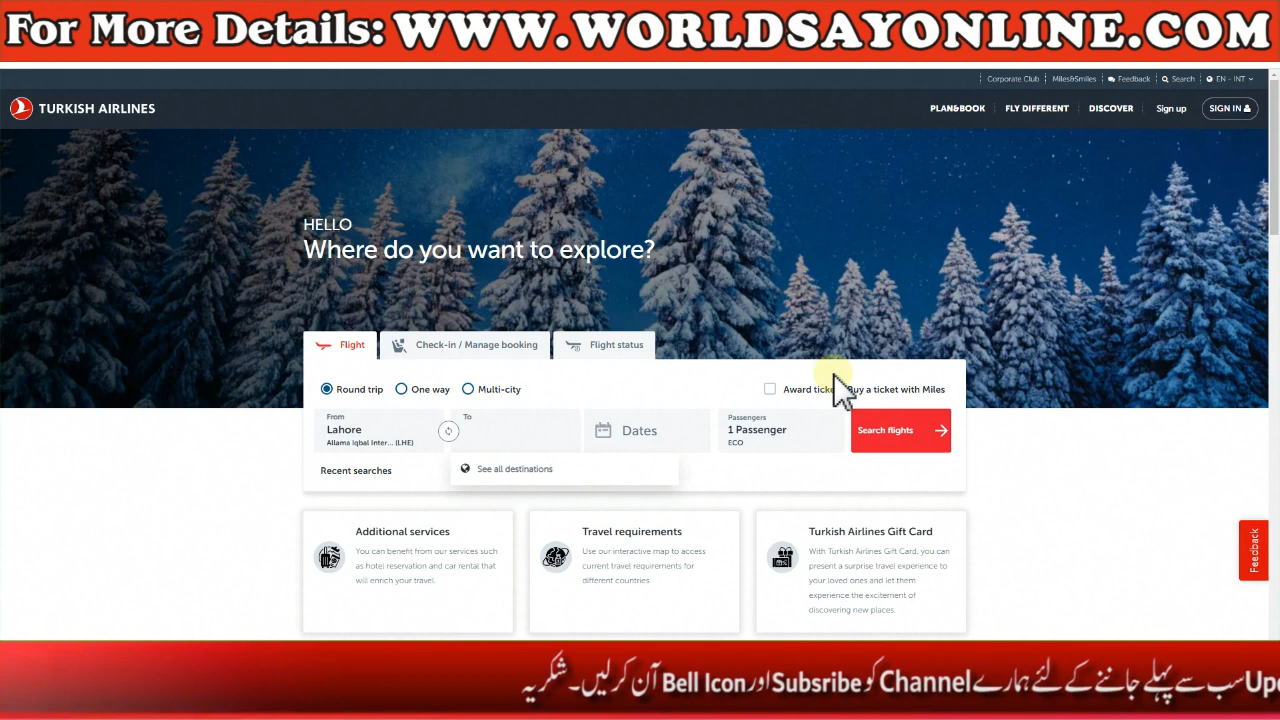 For More Details: WWW.WORLDSAYONLINE.COM
Corporate Club
Miles&Smiles
Feedback
Search
EN - INT
TURKISH AIRLINES
PLAN&BOOK
FLY DIFFERENT
DISCOVER
Sign up
SIGN IN
HELLO
Where do you want to explore?
Flight
Check-in / Manage booking
Flight status
Round trip
One way
Multi-city
Award
Buy a ticket with Miles
From
Lahore
Allama Iqbal Inter... (LHE)
To
Dates
Passengers
1 Passenger
ECO
Search flights
Recent searches
See all destinations
Additional services
You can benefit from our services such
as hotel reservation and car rental that
will enrich your travel.
Travel requirements
Use our interactive map to access
current travel requirements for
different countries.
Turkish Airlines Gift Card
With Turkish Airlines Gift Card, you can
present a surprise travel experience to
your loved ones and let them
experience the excitement of
discovering new places.
Feedback
سب سے پہلے جاننے کے لئے ہمارے Channel کو Subsribe اور Bell Icon آن کرلیں۔ شکریہ